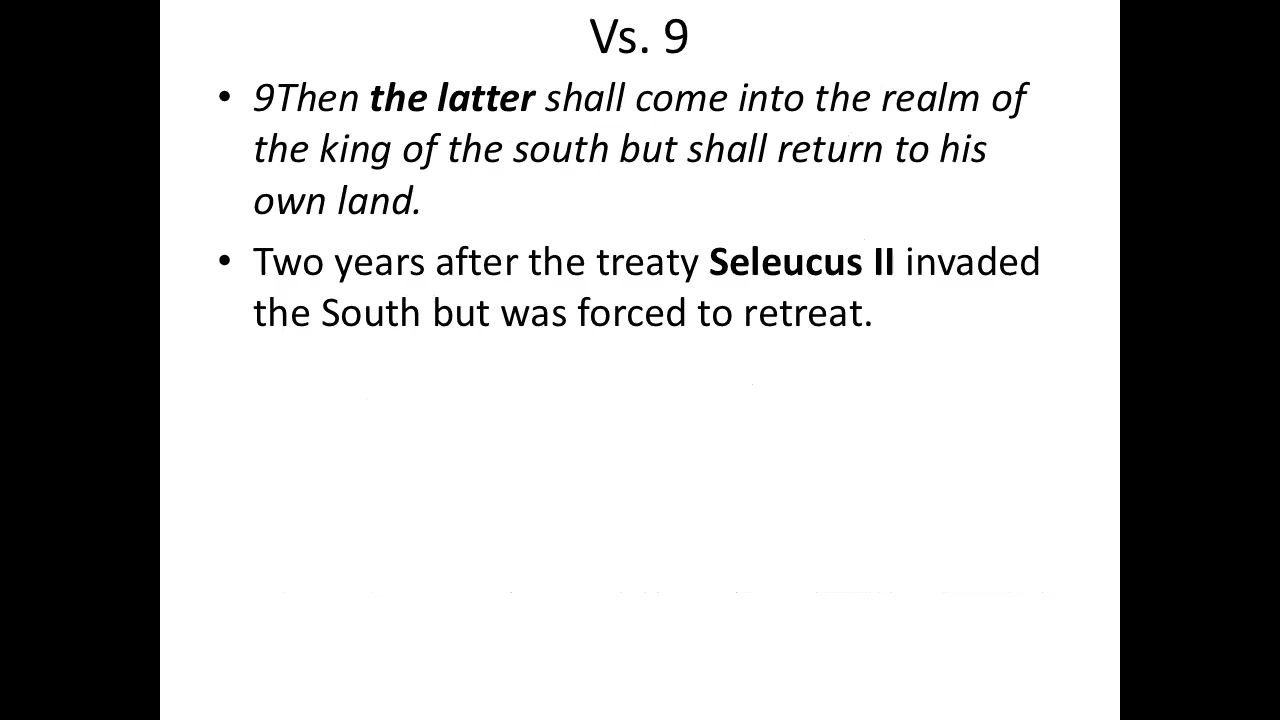 Vs. 9
• 9Then the latter shall come into the realm of
the king of the south but shall return to his
own land.
• Two years after the treaty Seleucus II invaded
the South but was forced to retreat.